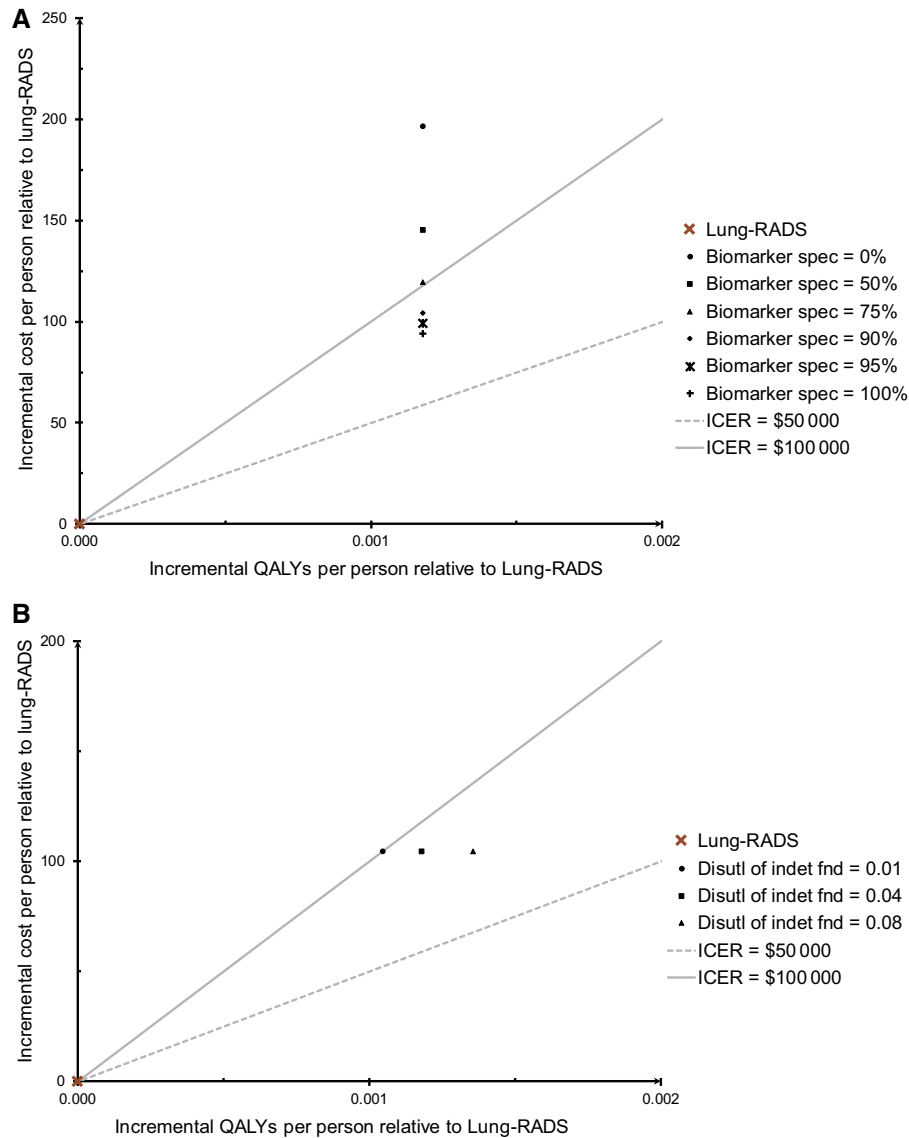 A
Incremental cost per person relative to lung-RADS
250
200
150
100
50
0
0.000
0.001
0.002
Incremental QALYs per person relative to Lung-RADS
Lung-RADS
Biomarker spec = 0%
Biomarker spec = 50%
Biomarker spec = 75%
Biomarker spec = 90%
Biomarker spec = 95%
Biomarker spec = 100%
ICER = $50 000
ICER = $100 000
B
Incremental cost per person relative to lung-RADS
200
100
0
0.000
0.001
0.002
Incremental QALYs per person relative to Lung-RADS
Lung-RADS
Disutl of indet fnd = 0.01
Disutl of indet fnd = 0.04
Disutl of indet fnd = 0.08
ICER = $50 000
ICER = $100 000